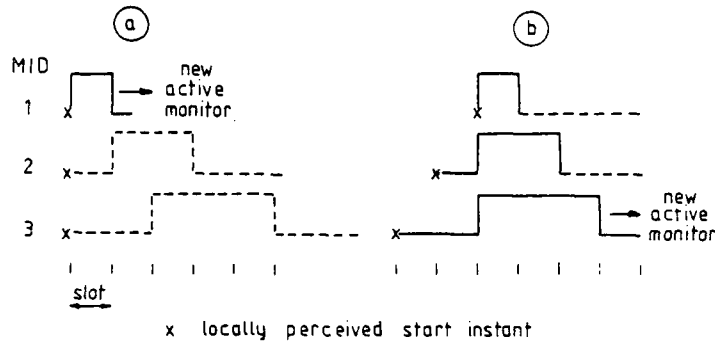 a
b
MID
new
active
monitor
1
2
3
new
active
monitor
slot
x locally perceived start instant